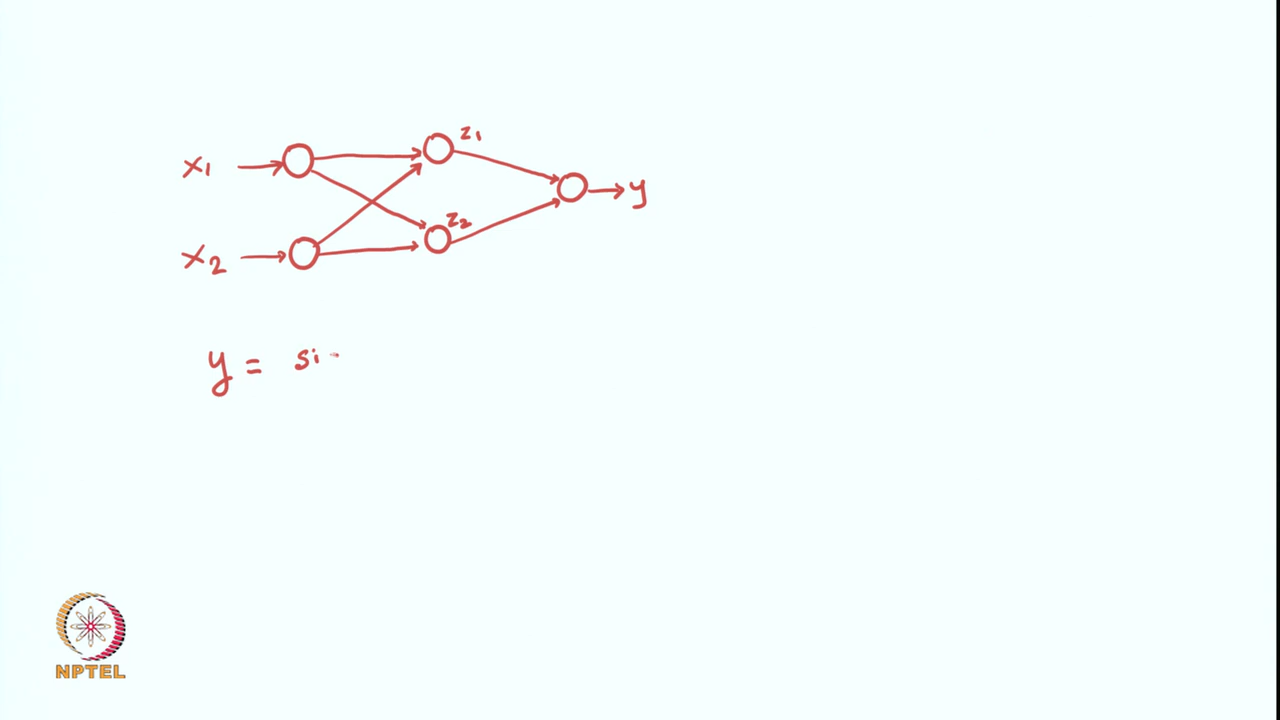 z₁
x₁
z₂
y
x₂
y = si-
NPTEL